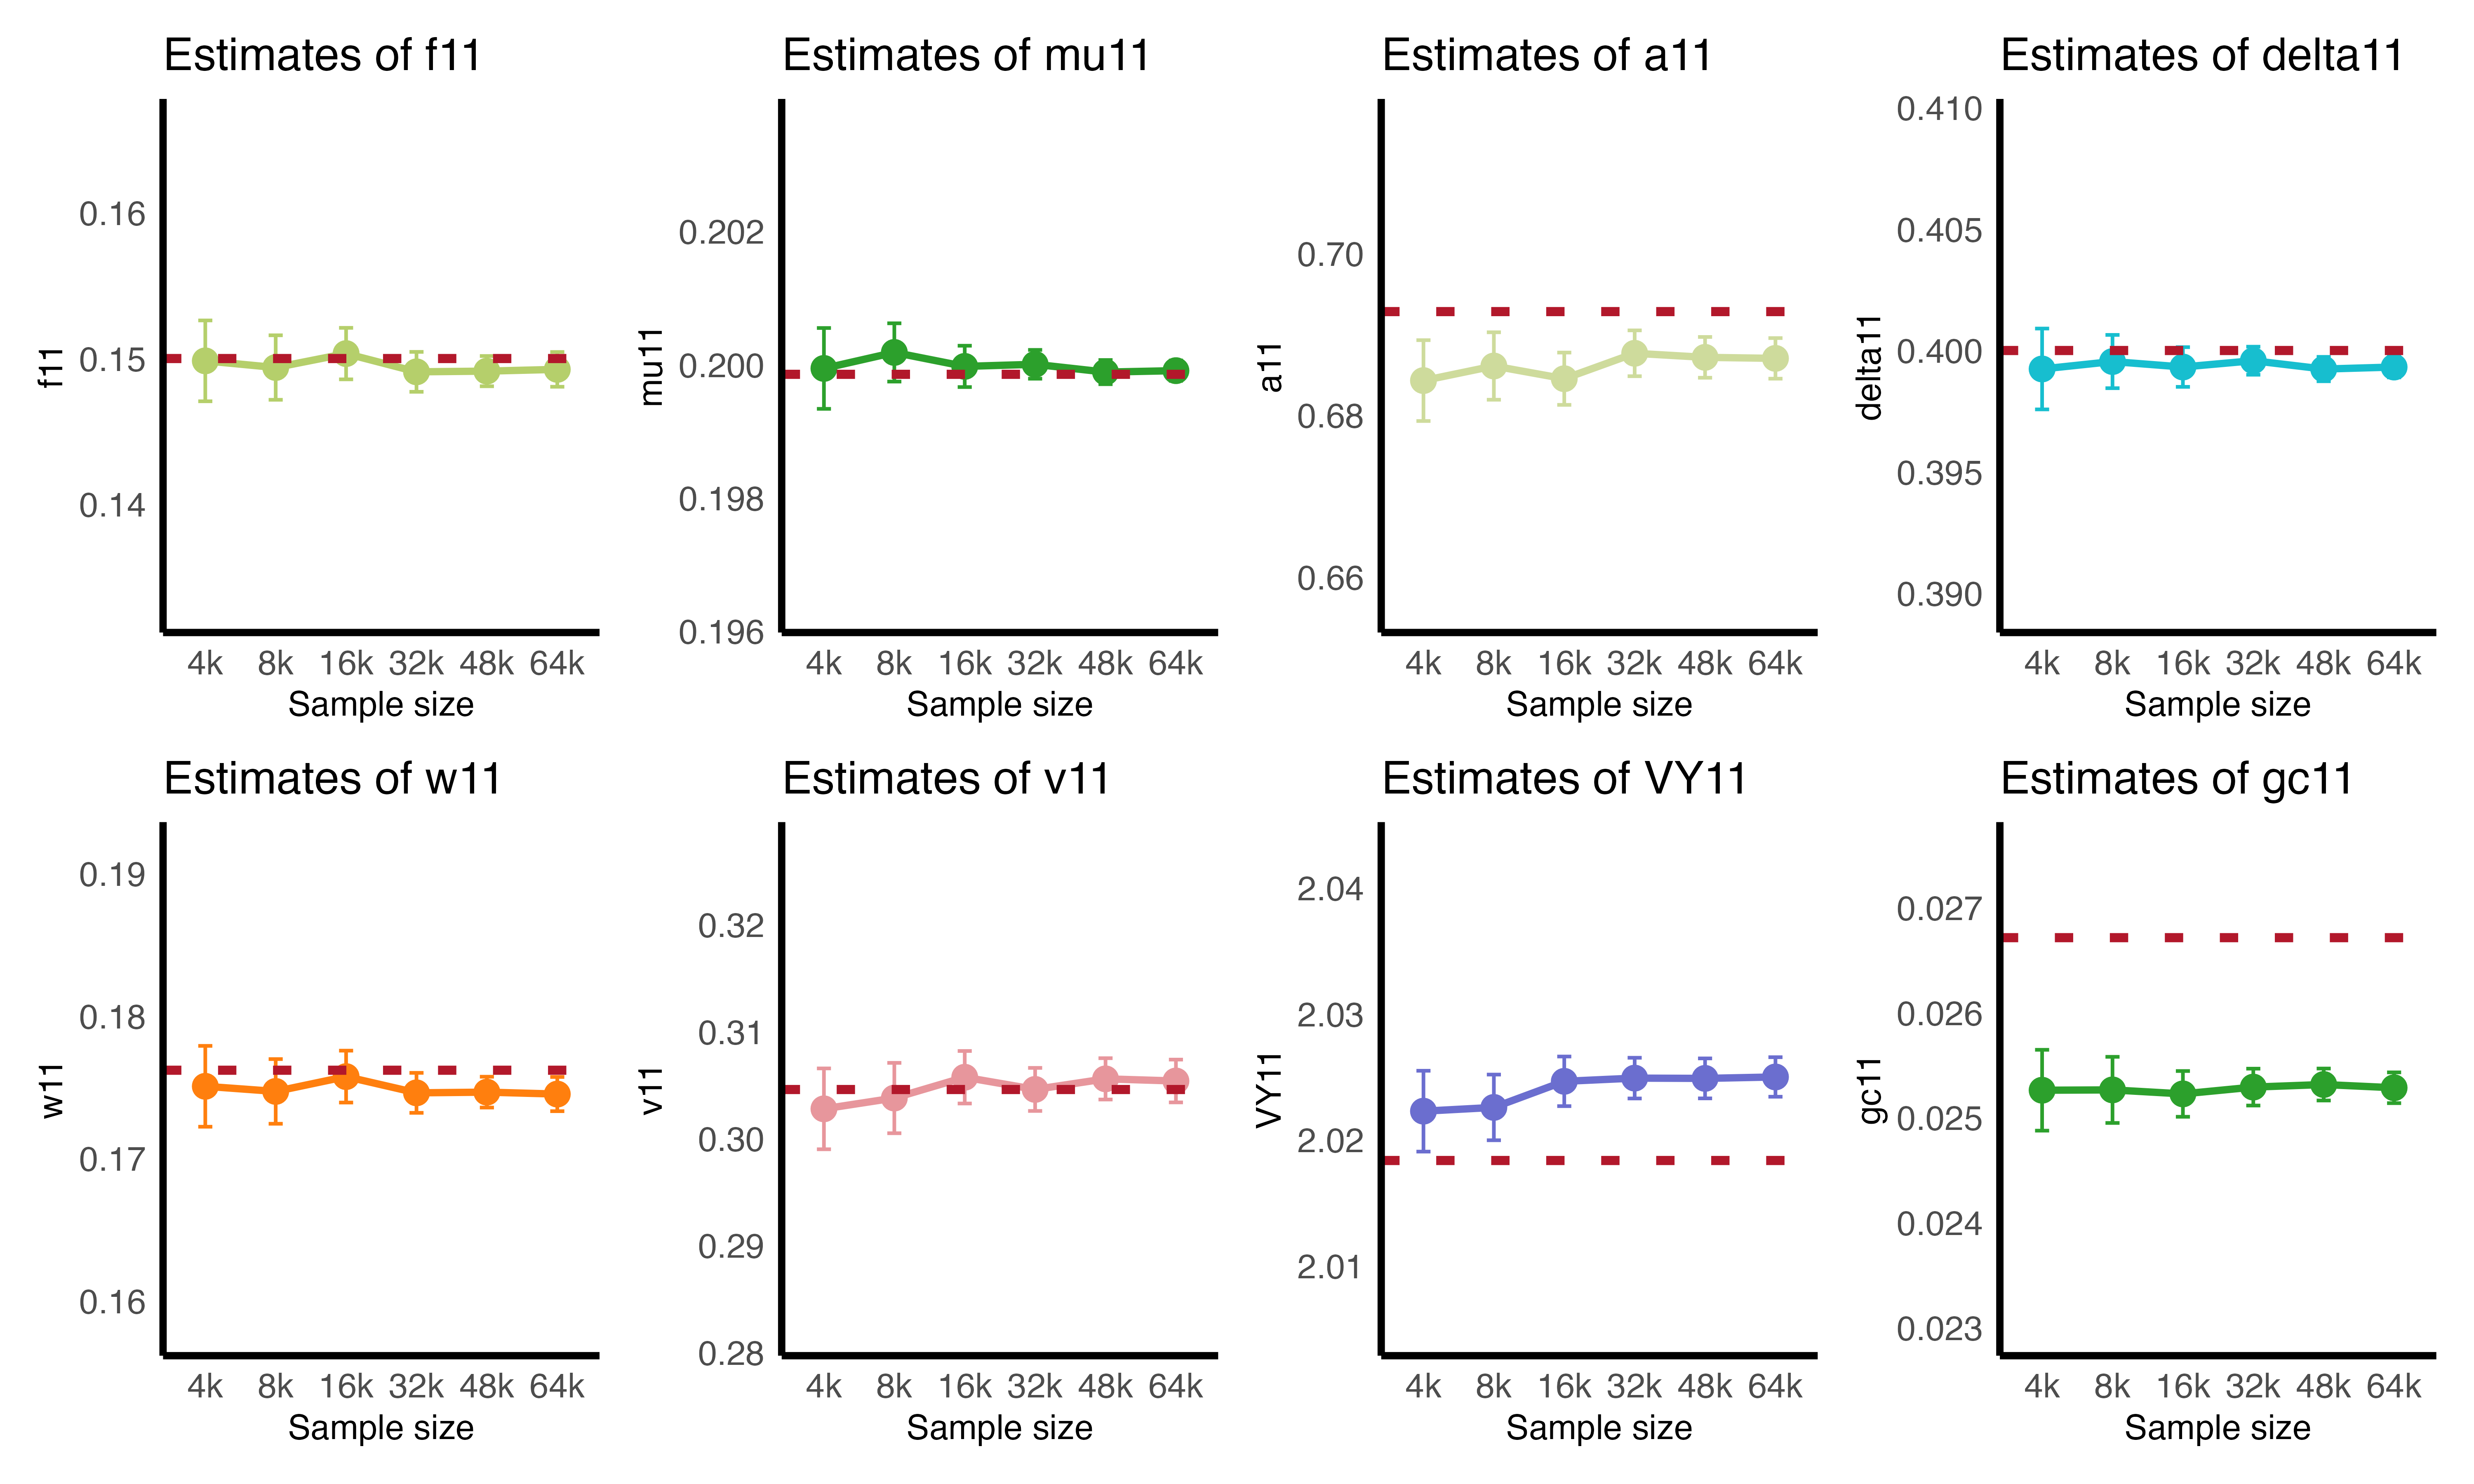 Estimates of f11
f11
0.16
0.15
0.14
4k 8k 16k 32k 48k 64k
Sample size
Estimates of mu11
mu11
0.202
0.200
0.198
0.196
4k 8k 16k 32k 48k 64k
Sample size
Estimates of a11
a11
0.70
0.68
0.66
4k 8k 16k 32k 48k 64k
Sample size
Estimates of delta11
delta11
0.410
0.405
0.400
0.395
0.390
4k 8k 16k 32k 48k 64k
Sample size
Estimates of w11
w11
0.19
0.18
0.17
0.16
4k 8k 16k 32k 48k 64k
Sample size
Estimates of v11
v11
0.32
0.31
0.30
0.29
0.28
4k 8k 16k 32k 48k 64k
Sample size
Estimates of VY11
VY11
2.04
2.03
2.02
2.01
4k 8k 16k 32k 48k 64k
Sample size
Estimates of gc11
gc11
0.027
0.026
0.025
0.024
0.023
4k 8k 16k 32k 48k 64k
Sample size